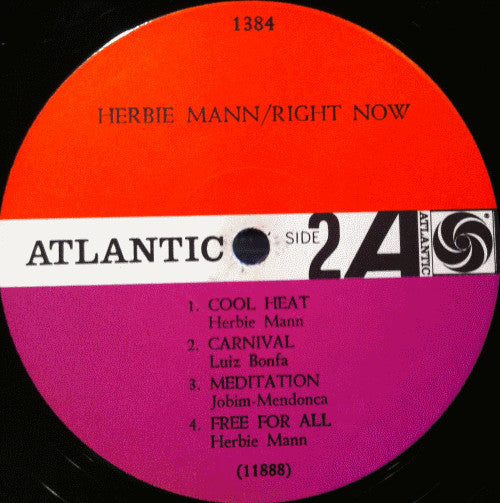 1384
HERBIE MANN/RIGHT NOW
ATLANTIC SIDE 2 A ATLANTIC ®
1. COOL HEAT
Herbie Mann
2. CARNIVAL
Luiz Bonfa
3. MEDITATION
Jobim-Mendonca
4. FREE FOR ALL
Herbie Mann
(11888)